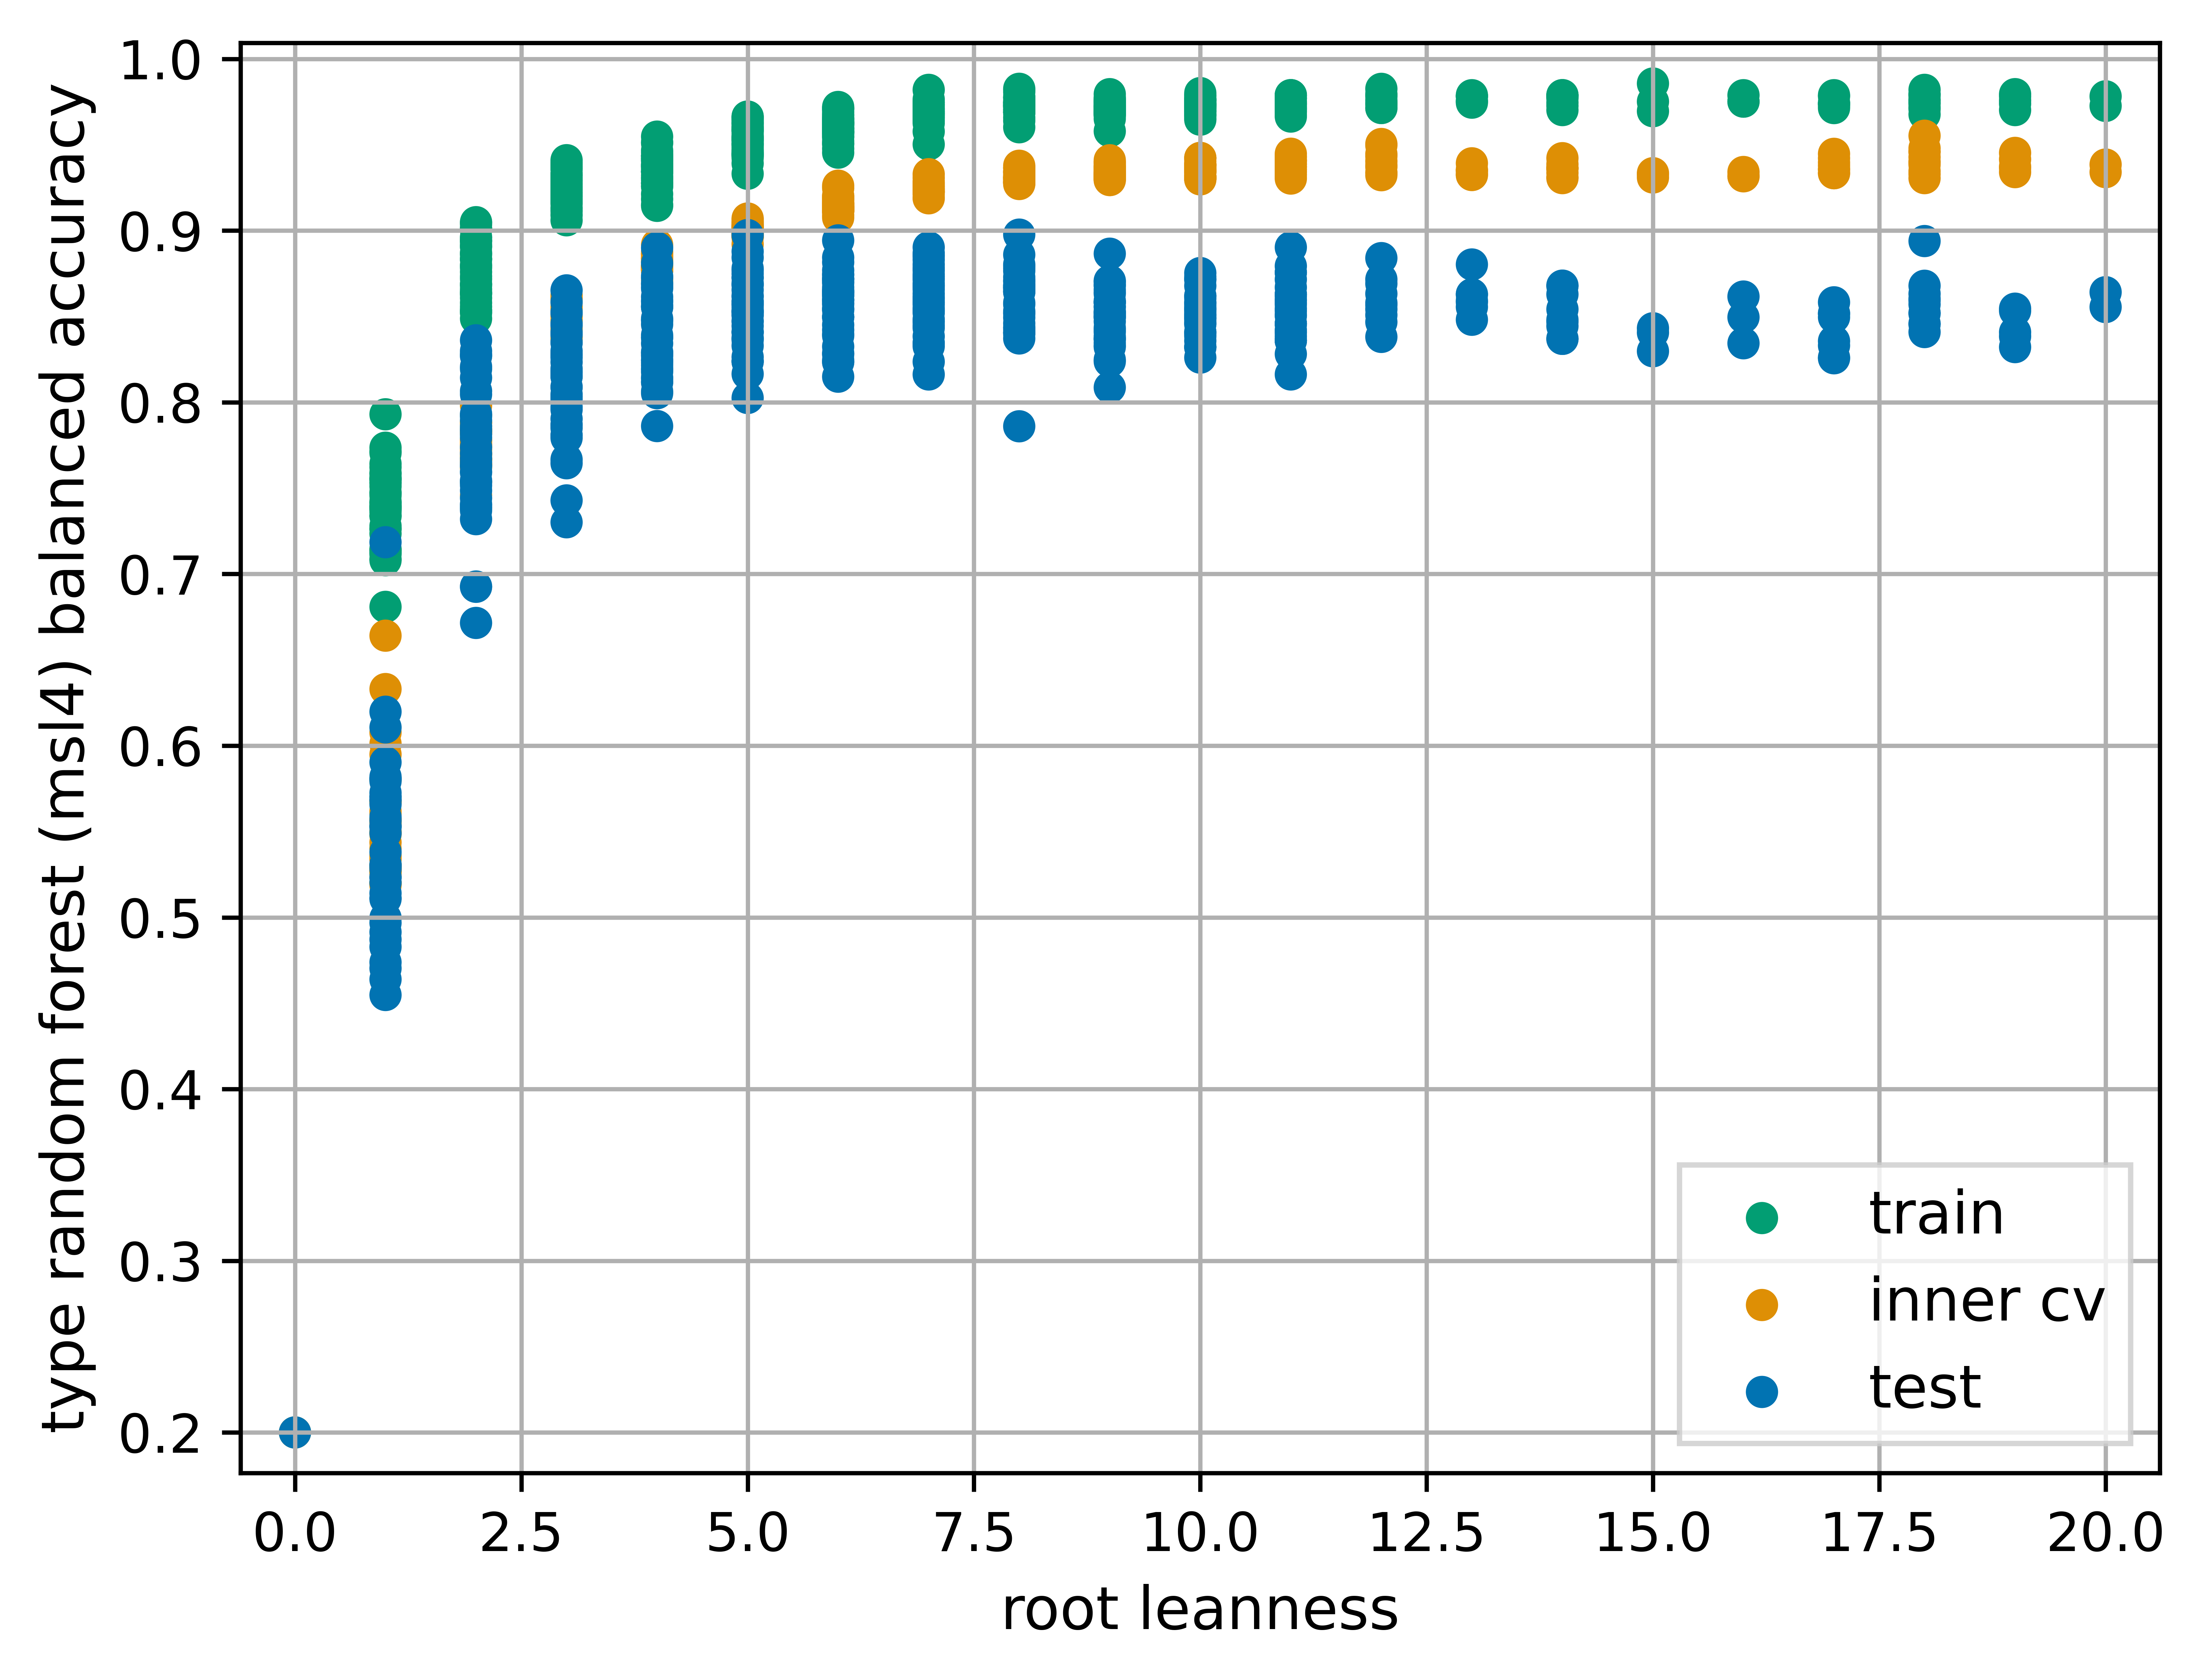 type random forest (msl4) balanced accuracy
1.0
0.9
0.8
0.7
0.6
0.5
0.4
0.3
0.2
0.0 2.5 5.0 7.5 10.0 12.5 15.0 17.5 20.0
root leanness
train
inner cv
test